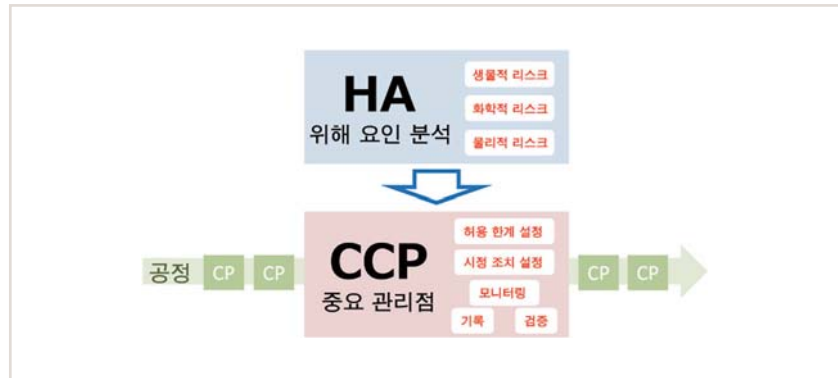 HA
위해 요인 분석
생물적 리스크
화학적 리스크
물리적 리스크
공정 CP CP
CCP
중요 관리점
허용 한계 설정
시정 조치 설정
모니터링
기록 검증
CP CP